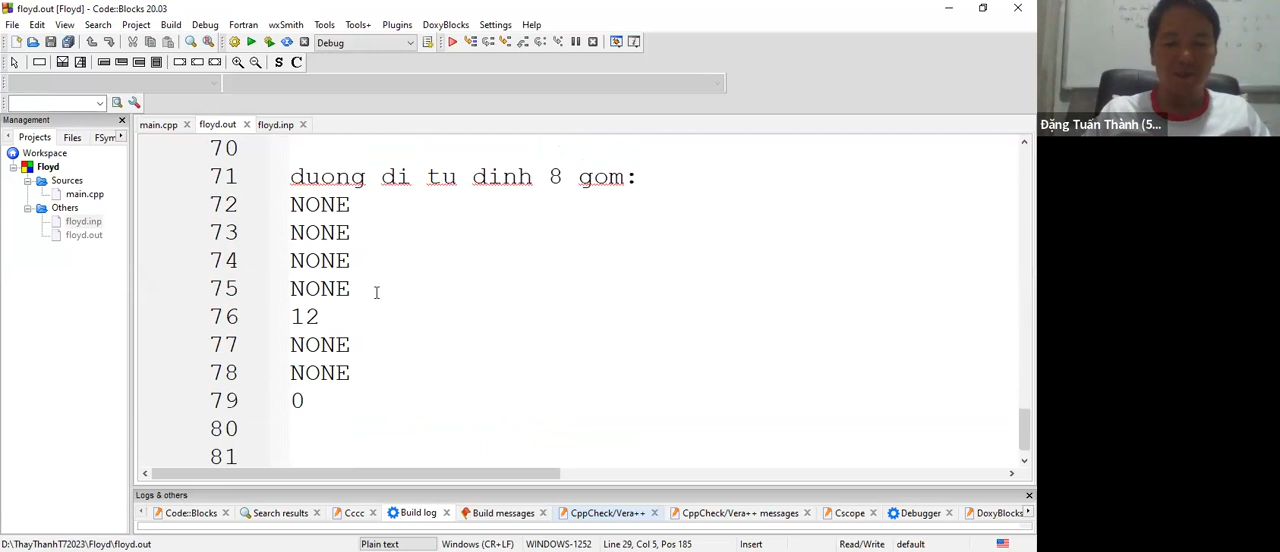 floyd.out [Floyd] - Code::Blocks 20.03
File Edit View Search Project Build Debug Fortran wxSmith Tools Tools+ Plugins DoxyBlocks Settings Help
Debug
S C
Management
main.cpp floyd.out floyd.inp
Projects Files FSym
Workspace
Floyd
Sources
main.cpp
Others
floyd.inp
floyd.out
70
71 duong di tu dinh 8 gom:
72 NONE
73 NONE
74 NONE
75 NONE
76 12
77 NONE
78 NONE
79 0
80
81
Đặng Tuấn Thành (5...
Logs & others
Code::Blocks Search results Cccc Build log Build messages CppCheck/Vera++ CppCheck/Vera++ messages Cscope Debugger DoxyBlocks
D:\ThayThanhT72023\Floyd\floyd.out Plain text Windows (CR+LF) WINDOWS-1252 Line 29, Col 5, Pos 185 Insert Read/Write default